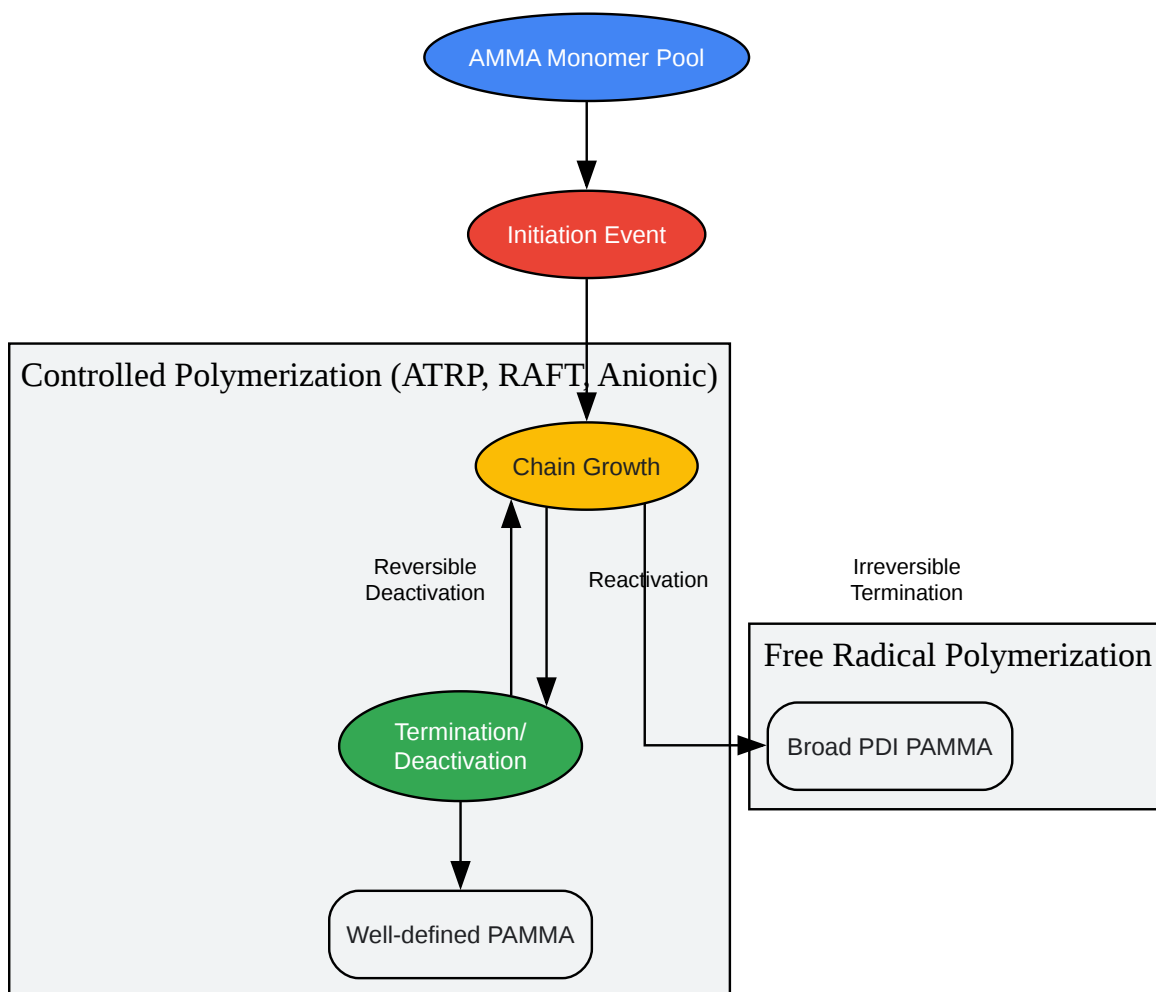 AMMA Monomer Pool
Initiation Event
Controlled Polymerization (ATRP, RAFT, Anionic)
Chain Growth
Reversible
Deactivation
Reactivation
Irreversible
Termination
Free Radical Polymerization
Termination/
Deactivation
Broad PDI PAMMA
Well-defined PAMMA